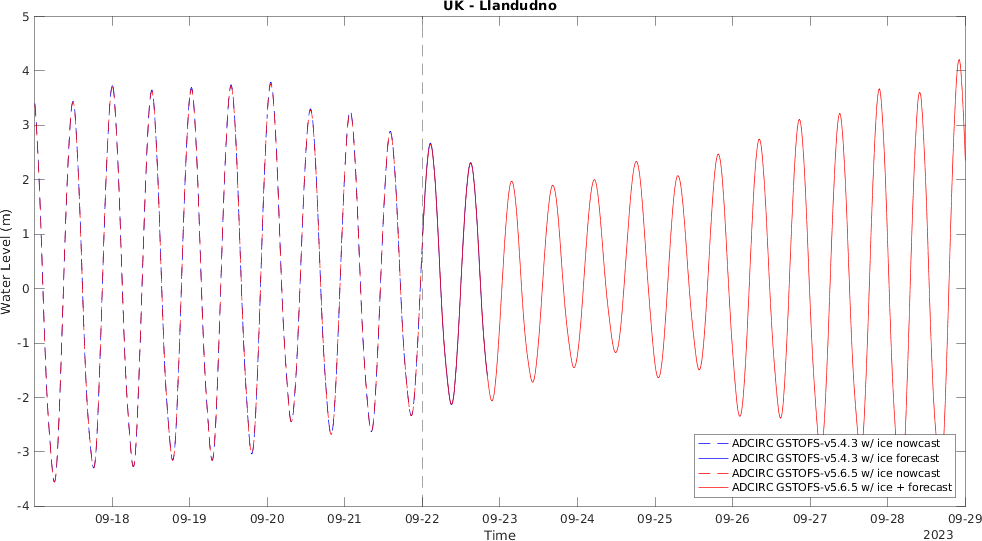 UK - Llandudno
Water Level (m)
5
4
3
2
1
0
-1
-2
-3
-4
ADCIRC GSTOFS-v5.4.3 w/ ice nowcast
ADCIRC GSTOFS-v5.4.3 w/ ice forecast
ADCIRC GSTOFS-v5.6.5 w/ ice nowcast
ADCIRC GSTOFS-v5.6.5 w/ ice + forecast
09-18 09-19 09-20 09-21 09-22 09-23 09-24 09-25 09-26 09-27 09-28 09-29
Time
2023